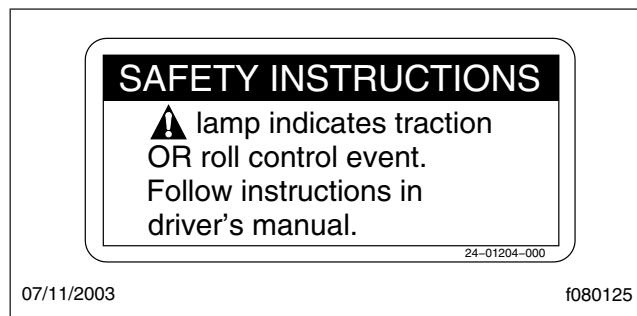 SAFETY INSTRUCTIONS
lamp indicates traction
OR roll control event.
Follow instructions in
driver's manual.
24–01204–000
07/11/2003
f080125